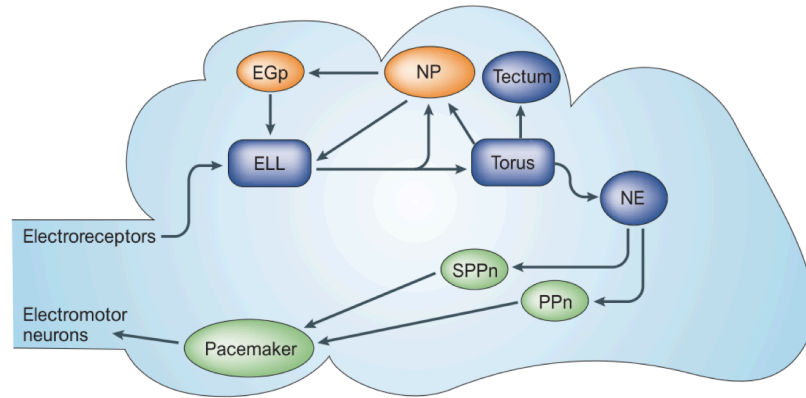 EGp
NP
Tectum
ELL
Torus
NE
Electroreceptors
SPPn
PPn
Electromotor
neurons
Pacemaker